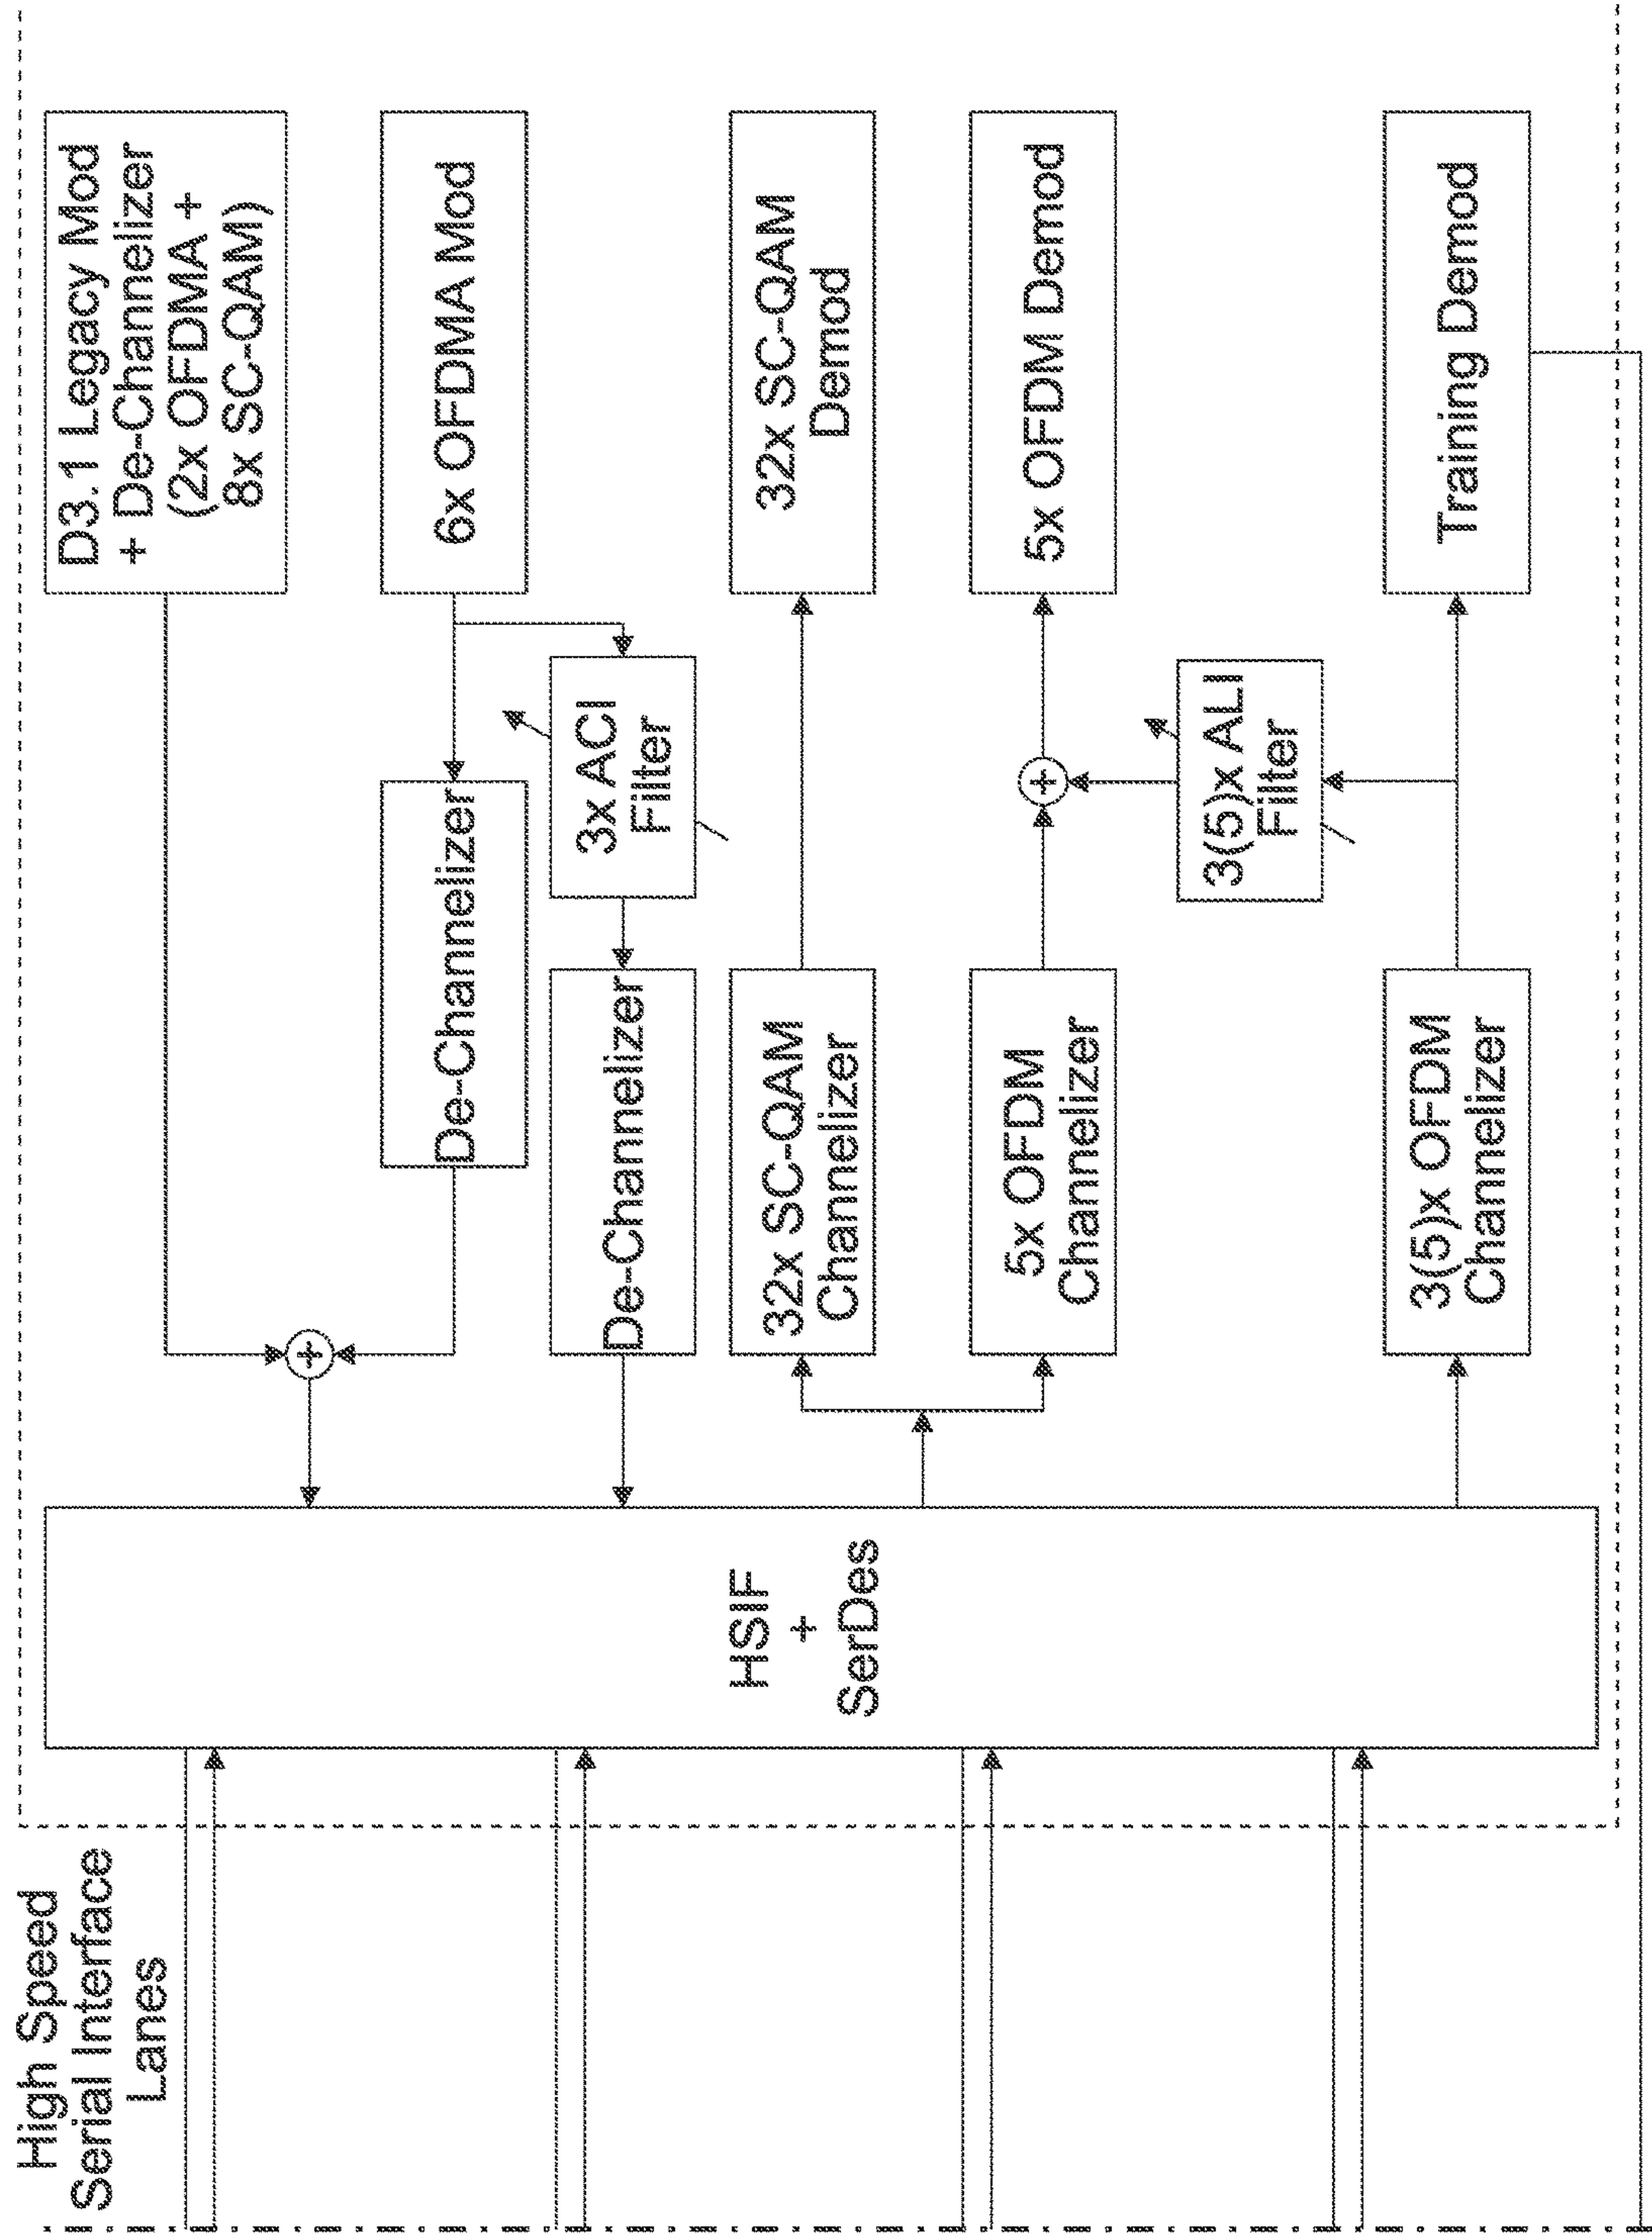 High Speed
Serial Interface
Lanes
HSIF
+
SerDes
D3.1 Legacy Mod
+ De-Channelizer
(2x OFDMA +
8x SC-QAM)
De-Channelizer
6x OFDMA Mod
De-Channelizer
3x ACI
Filter
32x SC-QAM
Channelizer
32x SC-QAM
Demod
5x OFDM
Channelizer
5x OFDM Demod
3(5)x ALI
Filter
3(5)x OFDM
Channelizer
Training Demod